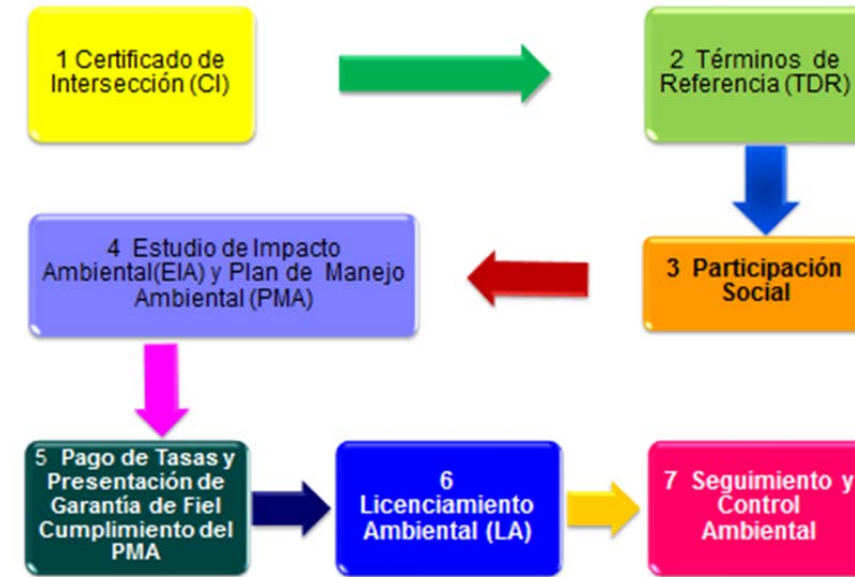 1 Certificado de
Intersección (CI)
2 Términos de
Referencia (TDR)
3 Participación
Social
4 Estudio de Impacto
Ambiental(EIA) y Plan de Manejo
Ambiental (PMA)
5 Pago de Tasas y
Presentación de
Garantía de Fiel
Cumplimiento del
PMA
6
Licenciamiento
Ambiental (LA)
7 Seguimiento y
Control
Ambiental